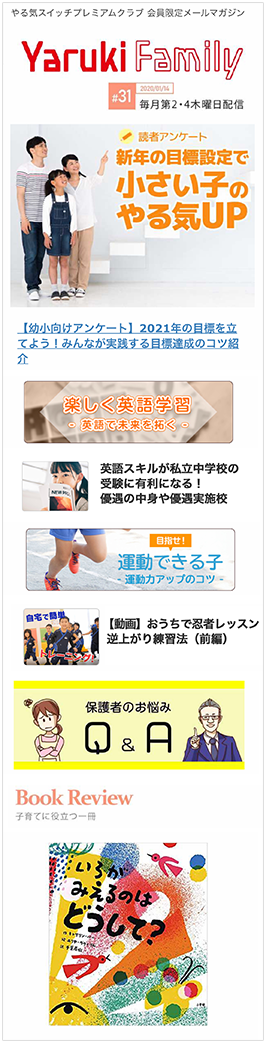 やる気スイッチプレミアムクラブ 会員限定メールマガジン
Yaruki Family
#31
2020/01/14
毎月第2・4木曜日配信
読者アンケート
新年の目標設定で
小さい子の
やる気UP
【幼小向けアンケート】2021年の目標を立
てよう！みんなが実践する目標達成のコツ紹
介
楽しく英語学習
- 英語で未来を拓く -
英語スキルが私立中学校の
受験に有利になる！
優遇の中身や優遇実施校
目指せ!
運動できる子
- 運動力アップのコツ -
自宅で簡単
トレーニング!
【動画】おうちで忍者レッスン
逆上がり練習法（前編）
保護者のお悩み
Q & A
Book Review
子育てに役立つ一冊
いろが
みえるのは
どうして?